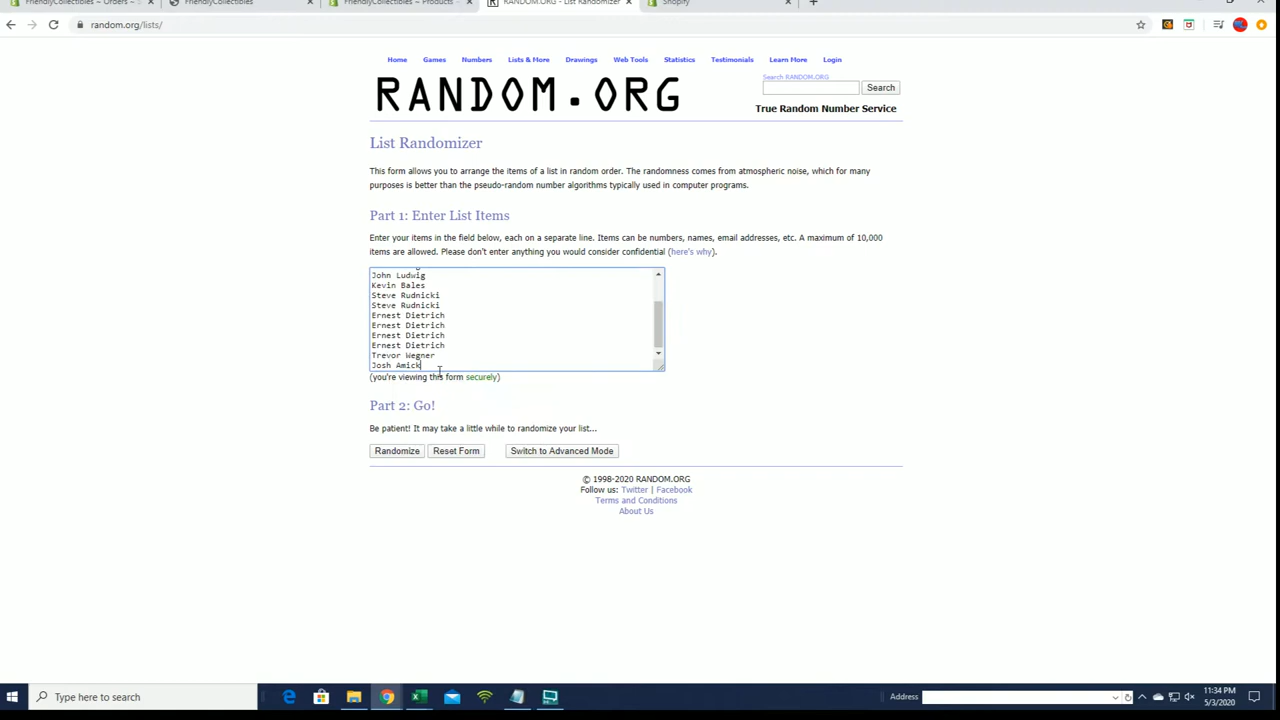 FriendlyCollectibles ~ Orders ~
FriendlyCollectibles
FriendlyCollectibles ~ Products ~
RANDOM.ORG - List Randomizer
Shopify
random.org/lists/
Home Games Numbers Lists & More Drawings Web Tools Statistics Testimonials Learn More Login
RANDOM.ORG
Search RANDOM.ORG
Search
True Random Number Service
List Randomizer
This form allows you to arrange the items of a list in random order. The randomness comes from atmospheric noise, which for many
purposes is better than the pseudo-random number algorithms typically used in computer programs.
Part 1: Enter List Items
Enter your items in the field below, each on a separate line. Items can be numbers, names, email addresses, etc. A maximum of 10,000
items are allowed. Please don't enter anything you would consider confidential (here's why).
John Ludwig
Kevin Bales
Steve Rudnicki
Steve Rudnicki
Ernest Dietrich
Ernest Dietrich
Ernest Dietrich
Ernest Dietrich
Trevor Wegner
Josh Amick
(you're viewing this form securely)
Part 2: Go!
Be patient! It may take a little while to randomize your list...
Randomize Reset Form Switch to Advanced Mode
© 1998-2020 RANDOM.ORG
Follow us: Twitter | Facebook
Terms and Conditions
About Us
Type here to search
Address
11:34 PM
5/3/2020